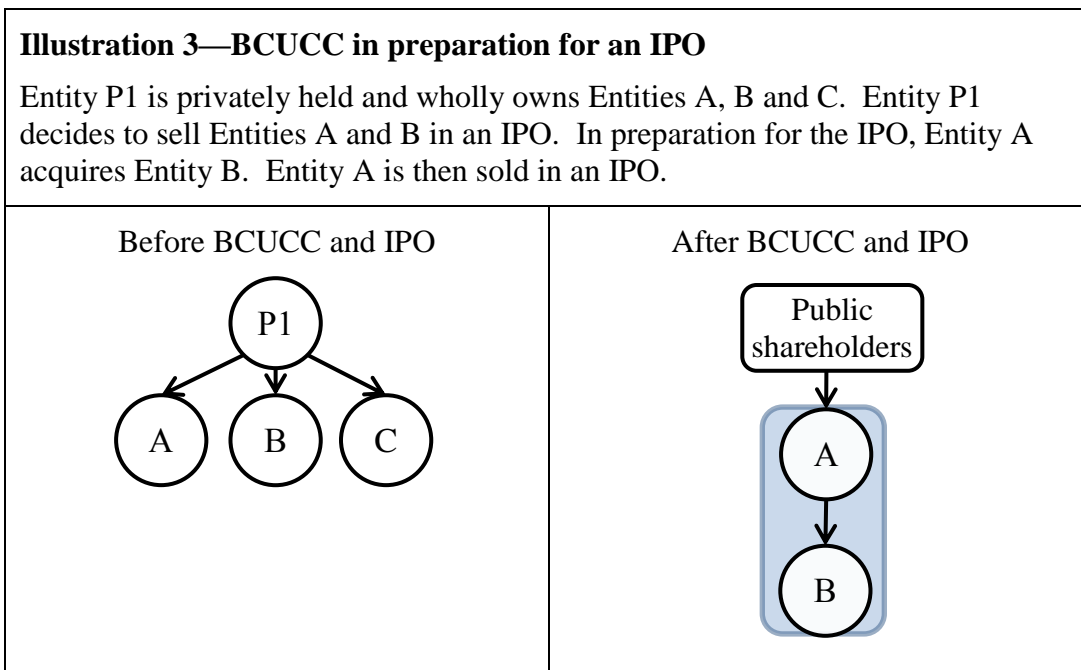 Illustration 3—BCUCC in preparation for an IPO
Entity P1 is privately held and wholly owns Entities A, B and C. Entity P1
decides to sell Entities A and B in an IPO. In preparation for the IPO, Entity A
acquires Entity B. Entity A is then sold in an IPO.
Before BCUCC and IPO
P1
A
B
C
After BCUCC and IPO
Public
shareholders
A
B